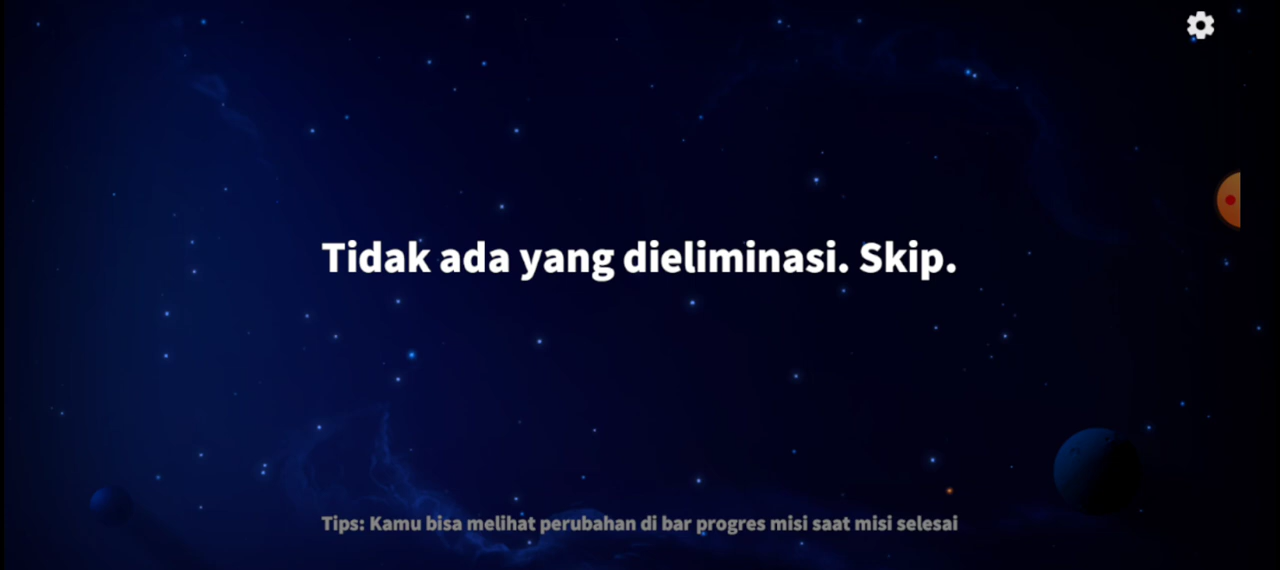 Tidak ada yang dieliminasi. Skip.
Tips: Kamu bisa melihat perubahan di bar progres misi saat misi selesai